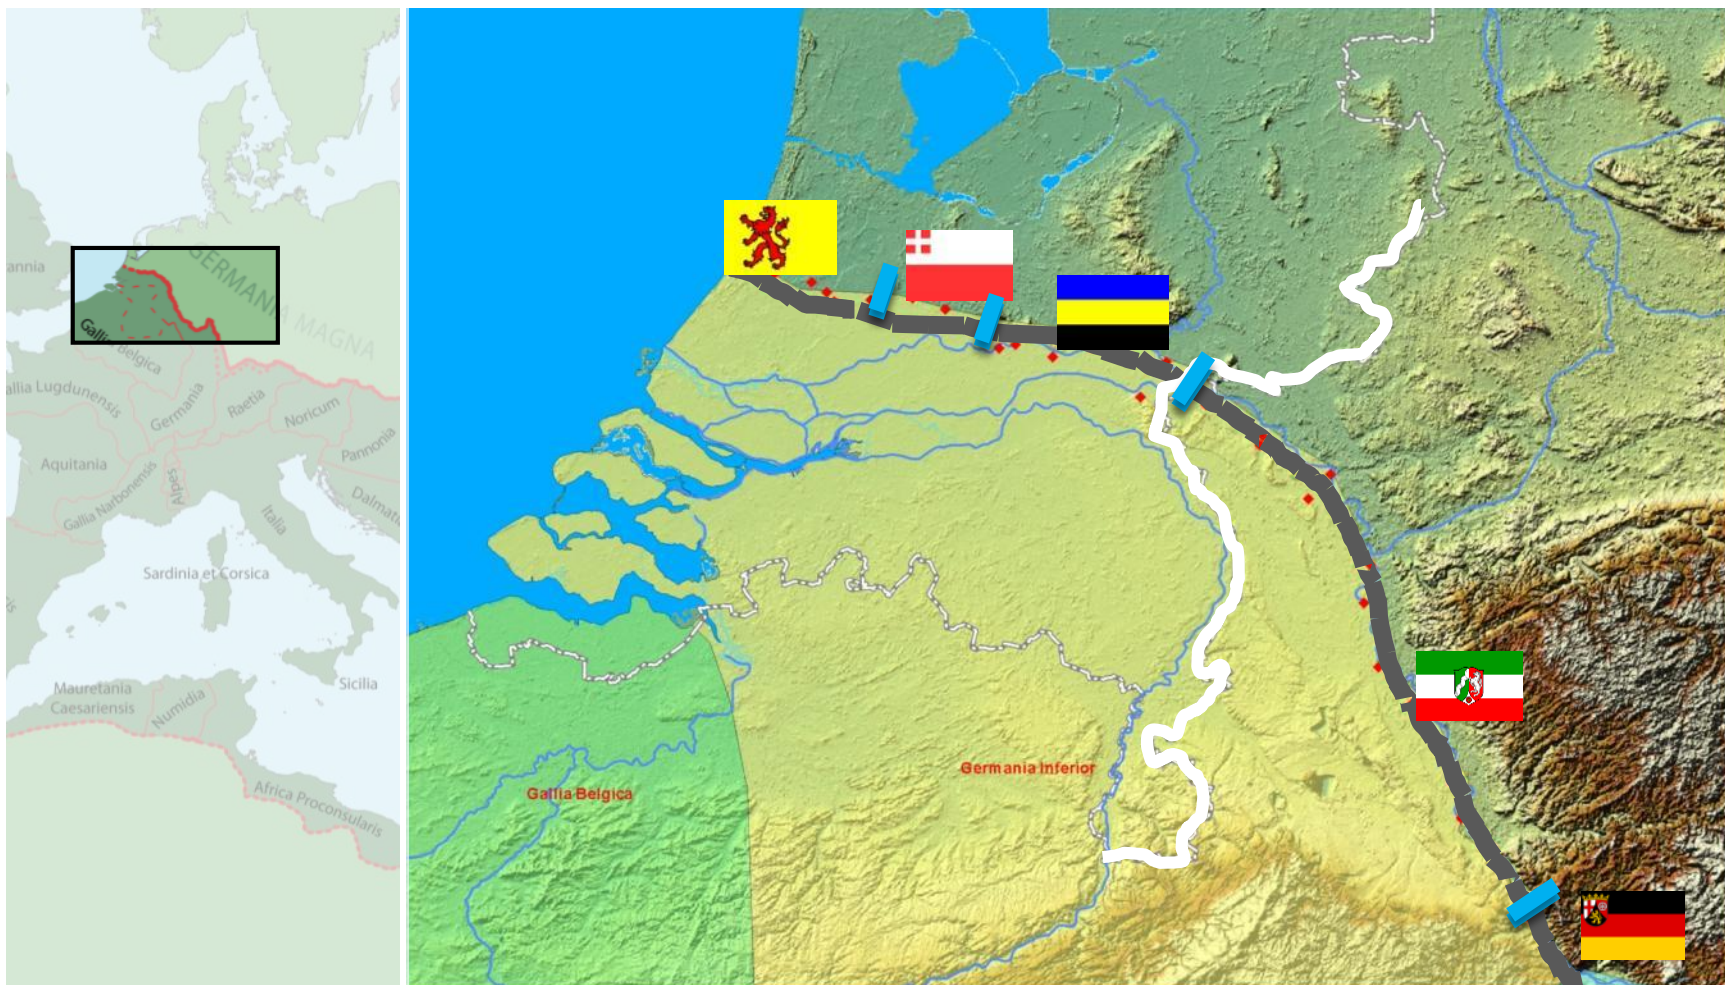 annia
GERMANIA MAGNA
Gallia Belgica
allia Lugdunensis
Germania
Raetia
Noricum
Pannonia
Aquitania
Gallia Narbonensis
Alpes
Italia
Dalmati
Sardinia et Corsica
Sicilia
Mauretania
Caesariensis
Numidia
Africa Proconsularis
Germania Inferior
Gallia Belgica